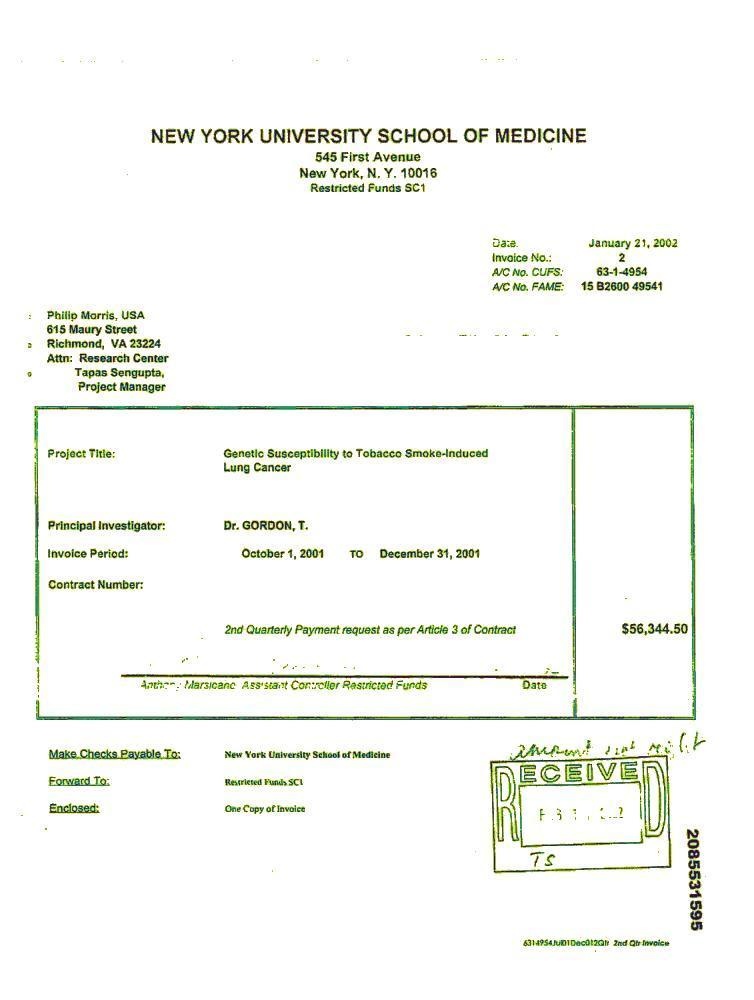 NEW YORK UNIVERSITY SCHOOL OF MEDICINE
545 First Avenue
New York, N. Y. 10016
Restricted Funds SC1
Date: January 21, 2002
Invoice No.: 2
A/C No. CUFS: 63-1-4954
A/C No. FAME: 15 B2600 49541
Philip Morris, USA
615 Maury Street
Richmond, VA 23224
Attn: Research Center
Tapas Sengupta,
Project Manager
Project Title: Genetic Susceptibility to Tobacco Smoke-Induced
Lung Cancer
Principal Investigator: Dr. GORDON, T.
Invoice Period: October 1, 2001 TO December 31, 2001
Contract Number:
2nd Quarterly Payment request as per Article 3 of Contract $56,344.50
Anthony Marsicano Assistant Controller Restricted Funds Date
Make Checks Payable To: New York University School of Medicine
amount not right
Forward To: Restricted Funds SC1
RECEIVED
Enclosed: One Copy of Invoice
TS
2085531595
2nd Qtr Invoice